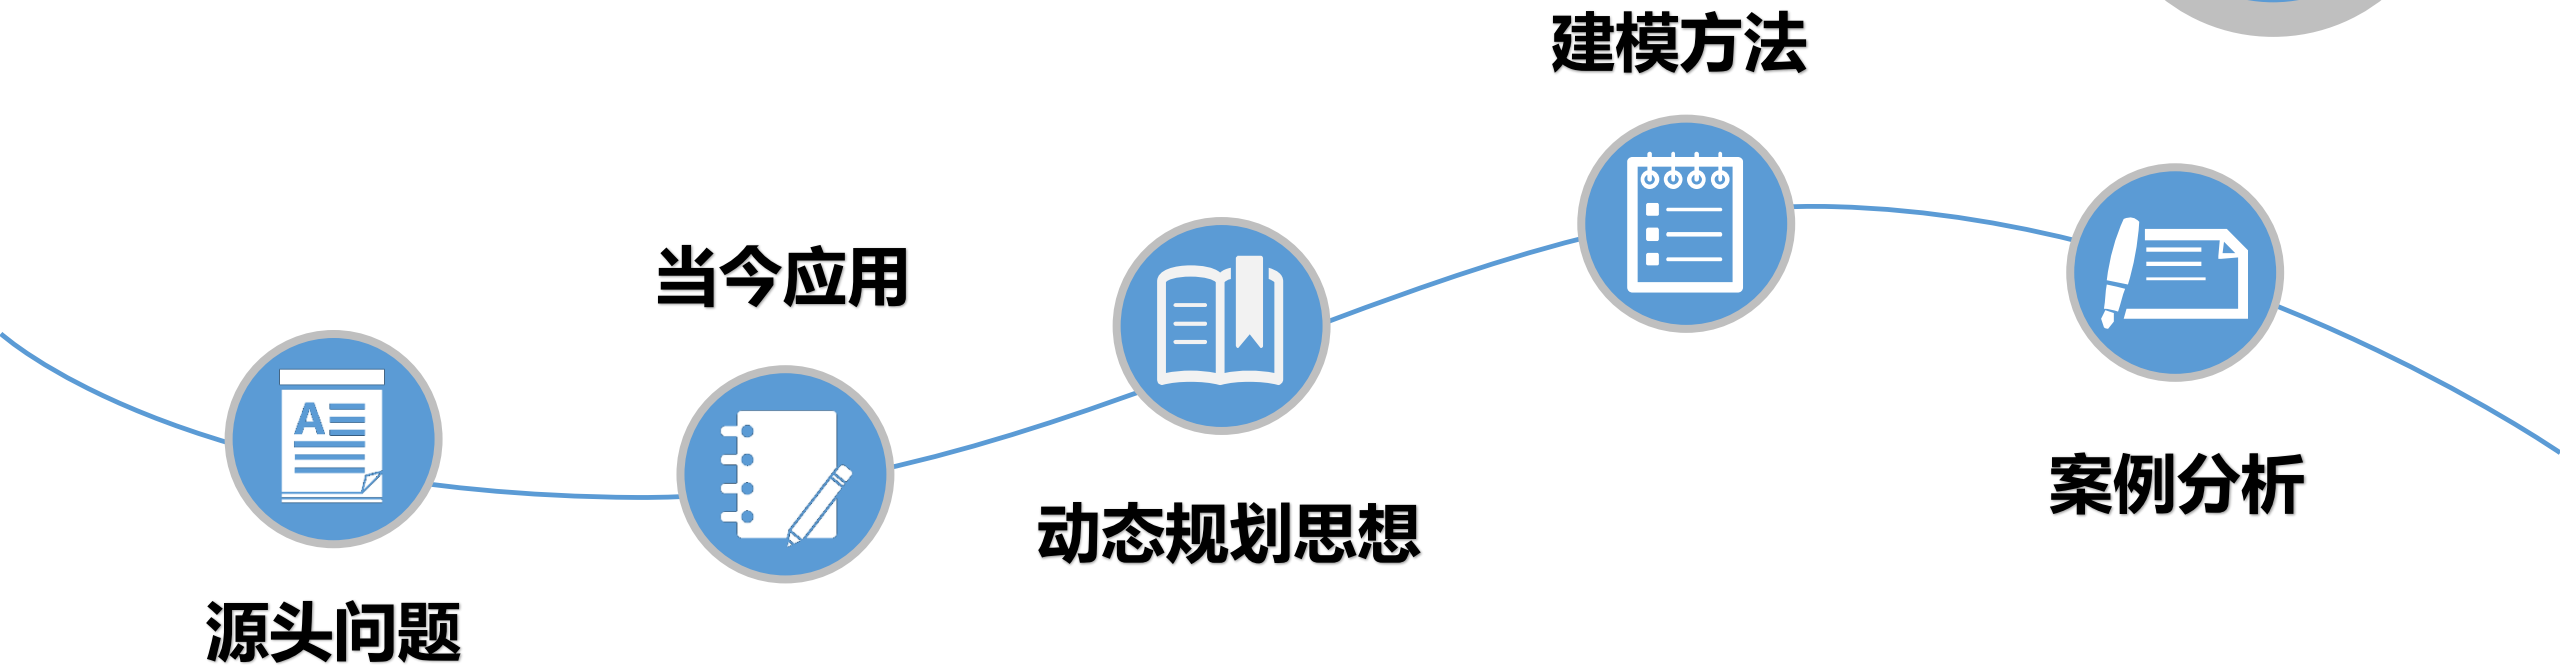 源头问题
当今应用
动态规划思想
建模方法
案例分析
A